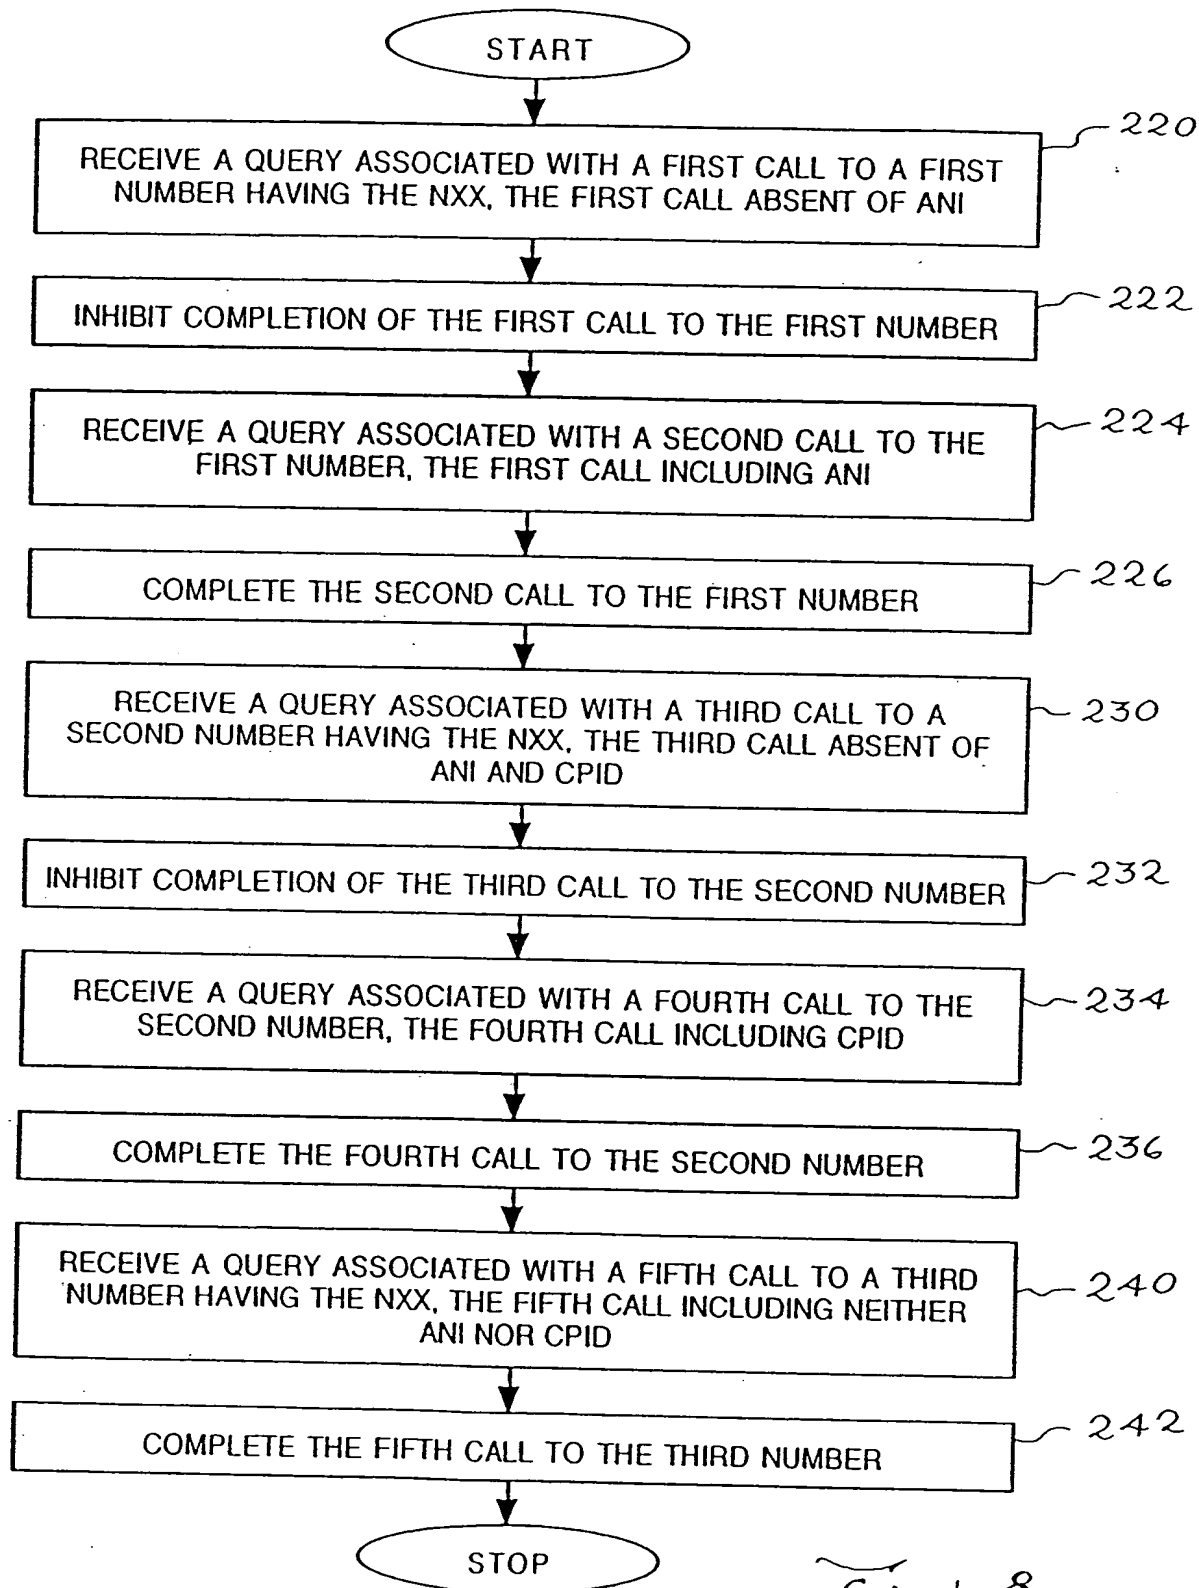 START
RECEIVE A QUERY ASSOCIATED WITH A FIRST CALL TO A FIRST
NUMBER HAVING THE NXX, THE FIRST CALL ABSENT OF ANI
220
INHIBIT COMPLETION OF THE FIRST CALL TO THE FIRST NUMBER
222
RECEIVE A QUERY ASSOCIATED WITH A SECOND CALL TO THE
FIRST NUMBER, THE FIRST CALL INCLUDING ANI
224
COMPLETE THE SECOND CALL TO THE FIRST NUMBER
226
RECEIVE A QUERY ASSOCIATED WITH A THIRD CALL TO A
SECOND NUMBER HAVING THE NXX, THE THIRD CALL ABSENT OF
ANI AND CPID
230
INHIBIT COMPLETION OF THE THIRD CALL TO THE SECOND NUMBER
232
RECEIVE A QUERY ASSOCIATED WITH A FOURTH CALL TO THE
SECOND NUMBER, THE FOURTH CALL INCLUDING CPID
234
COMPLETE THE FOURTH CALL TO THE SECOND NUMBER
236
RECEIVE A QUERY ASSOCIATED WITH A FIFTH CALL TO A THIRD
NUMBER HAVING THE NXX, THE FIFTH CALL INCLUDING NEITHER
ANI NOR CPID
240
COMPLETE THE FIFTH CALL TO THE THIRD NUMBER
242
STOP
8